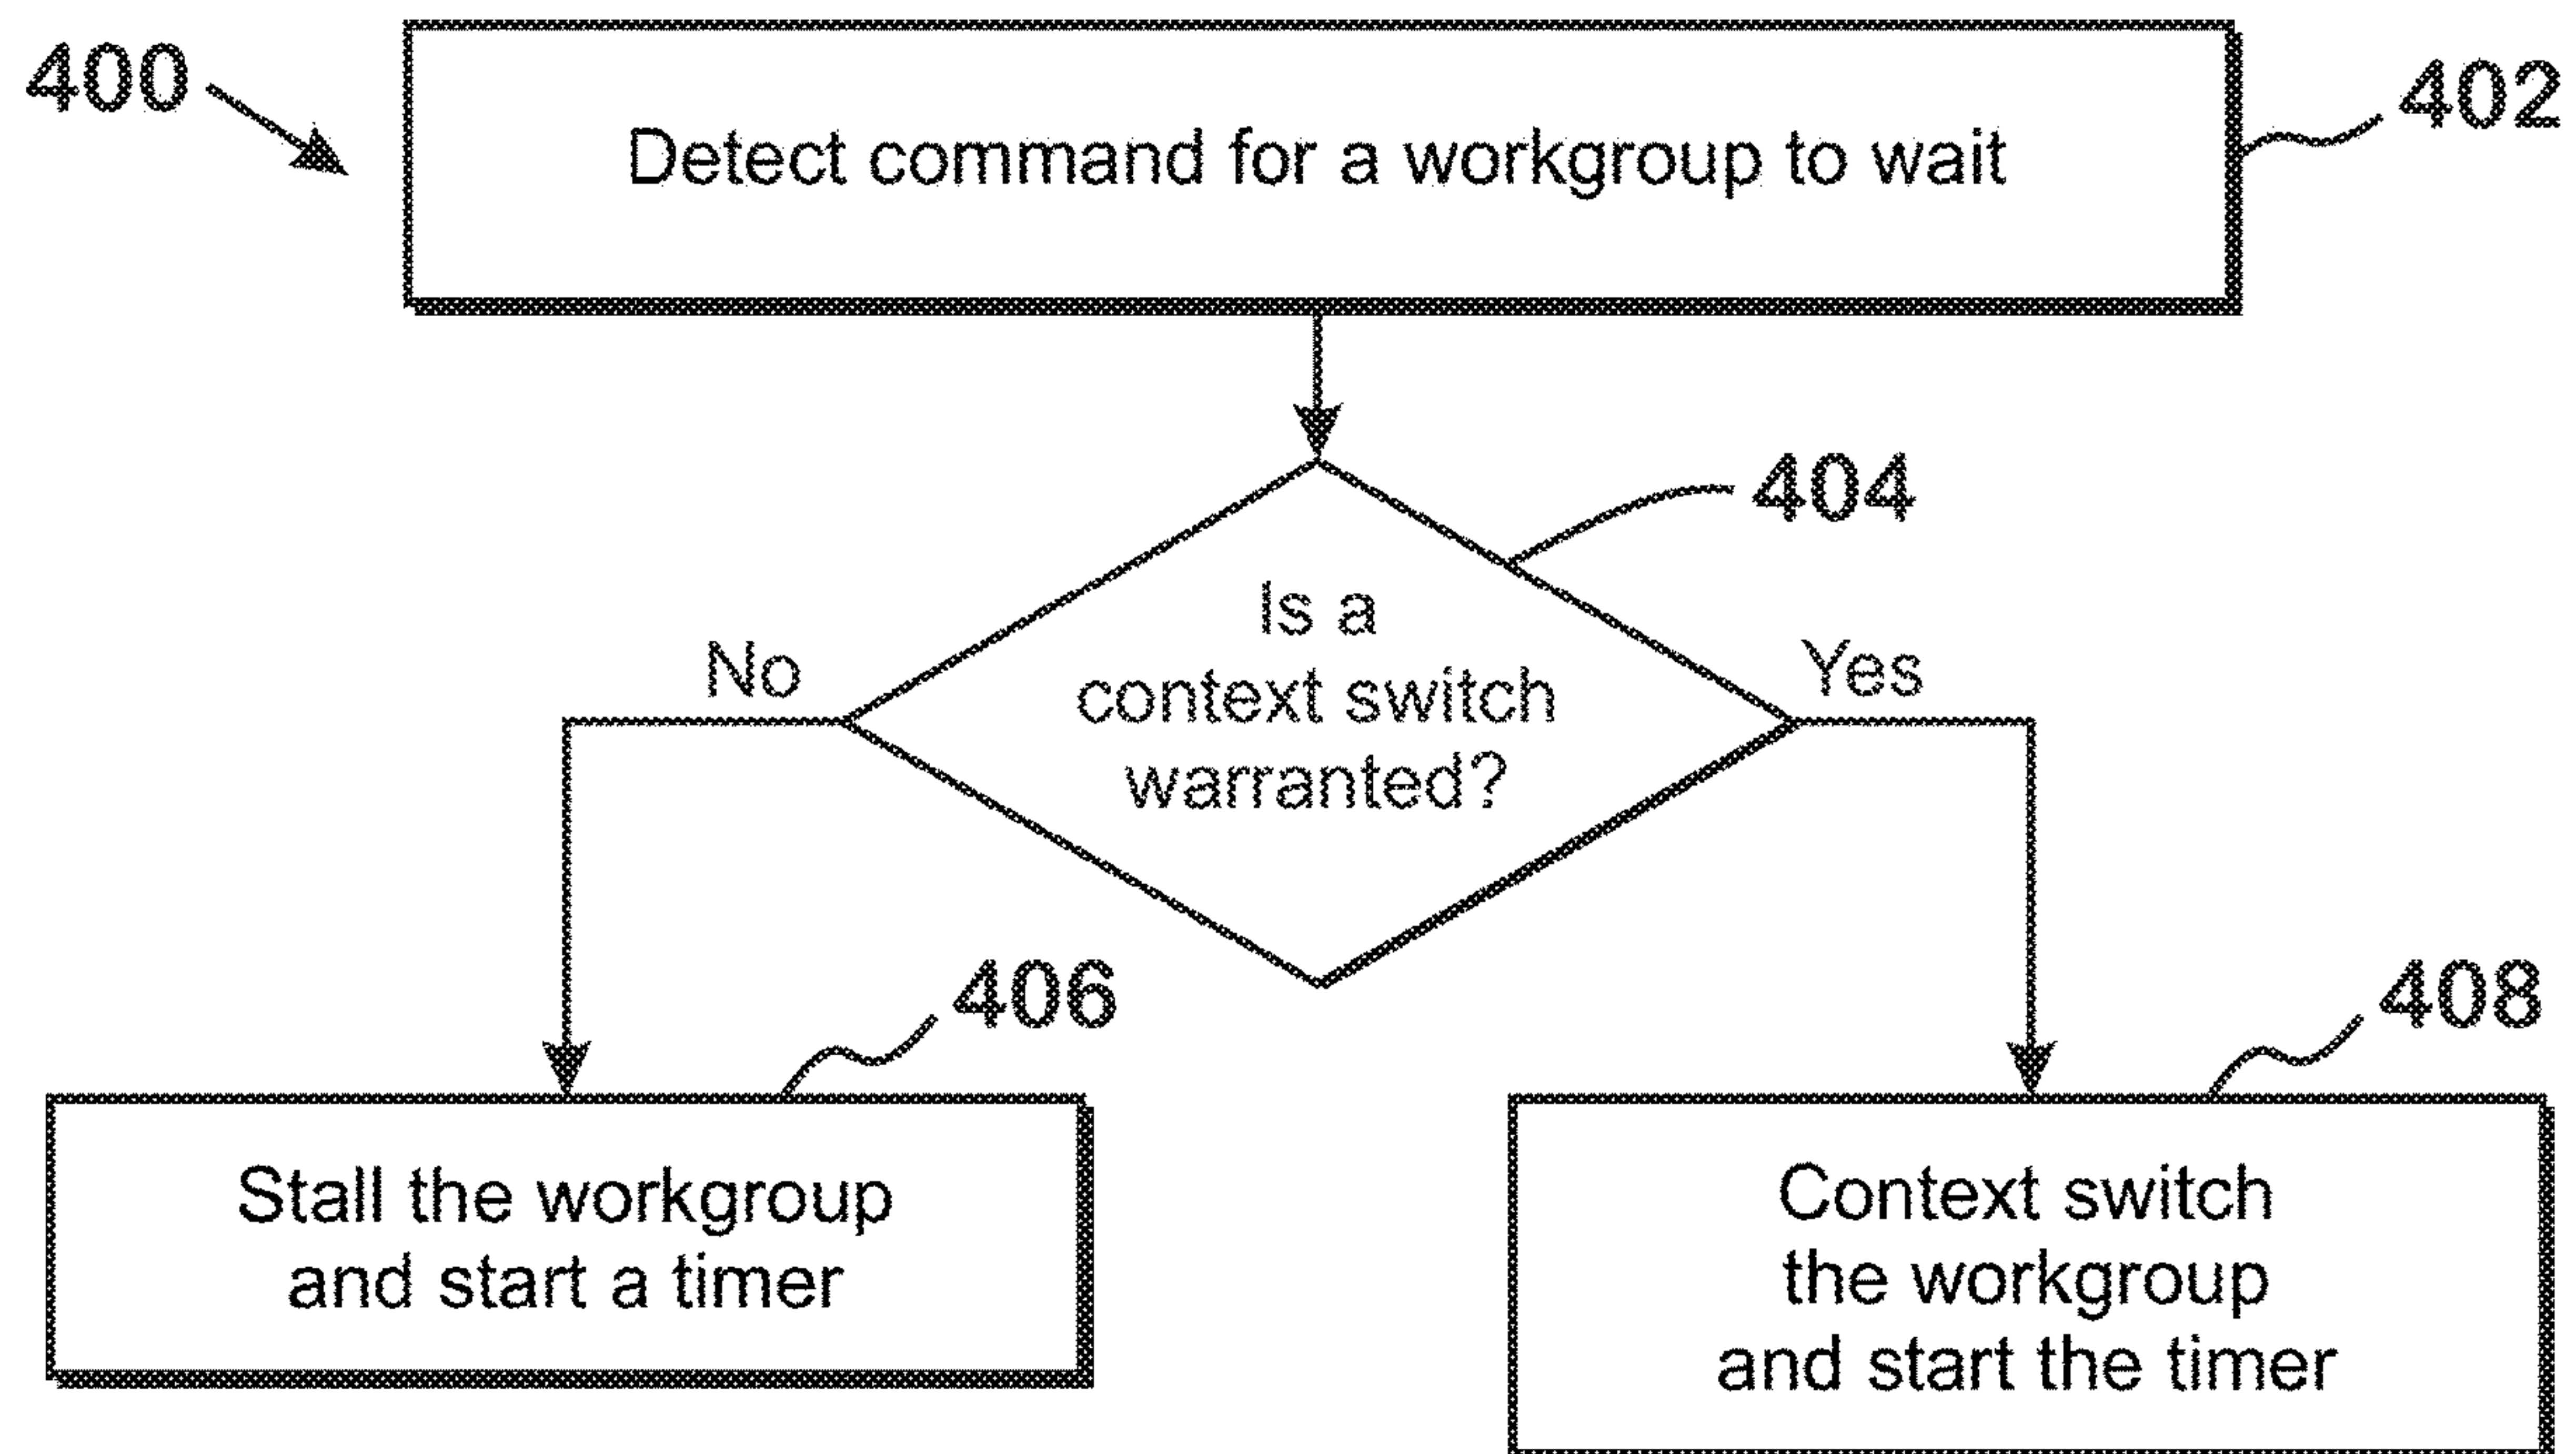 400
Detect command for a workgroup to wait
402
404
Is a
context switch
warranted?
No
Yes
406
Stall the workgroup
and start a timer
408
Context switch
the workgroup
and start the timer